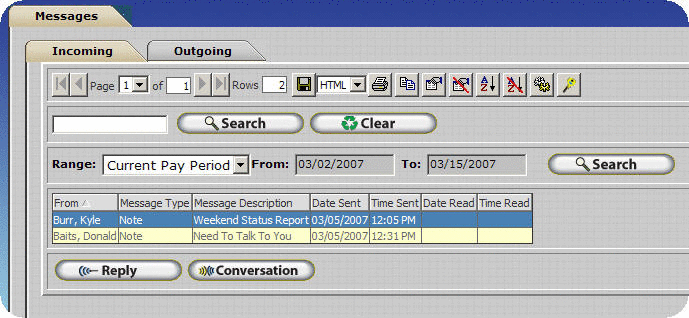 Messages
Incoming Outgoing
Page 1 of 1 Rows 2 HTML
Search Clear
Range: Current Pay Period From: 03/02/2007 To: 03/15/2007 Search
From Message Type Message Description Date Sent Time Sent Date Read Time Read
Burr, Kyle Note Weekend Status Report 03/05/2007 12:05 PM
Baits, Donald Note Need To Talk To You 03/05/2007 12:31 PM
Reply Conversation